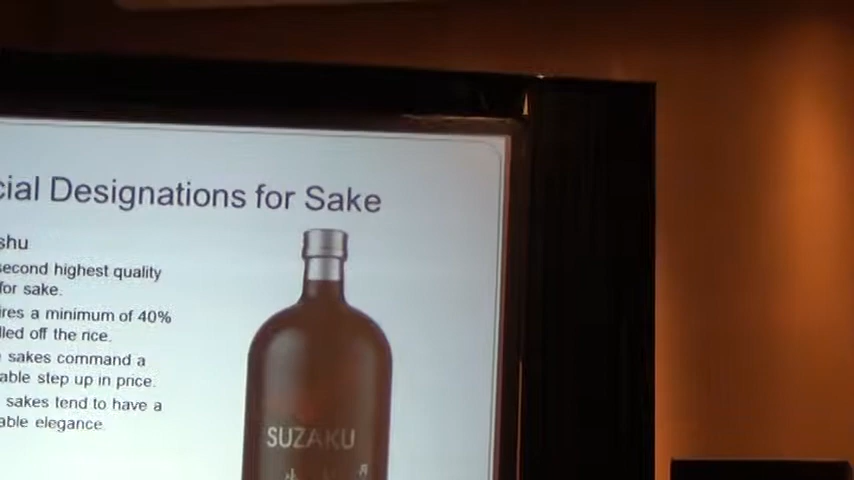 cial Designations for Sake
shu
second highest quality
for sake.
ires a minimum of 40%
lled off the rice.
sakes command a
able step up in price.
sakes tend to have a
able elegance
SUZAKU